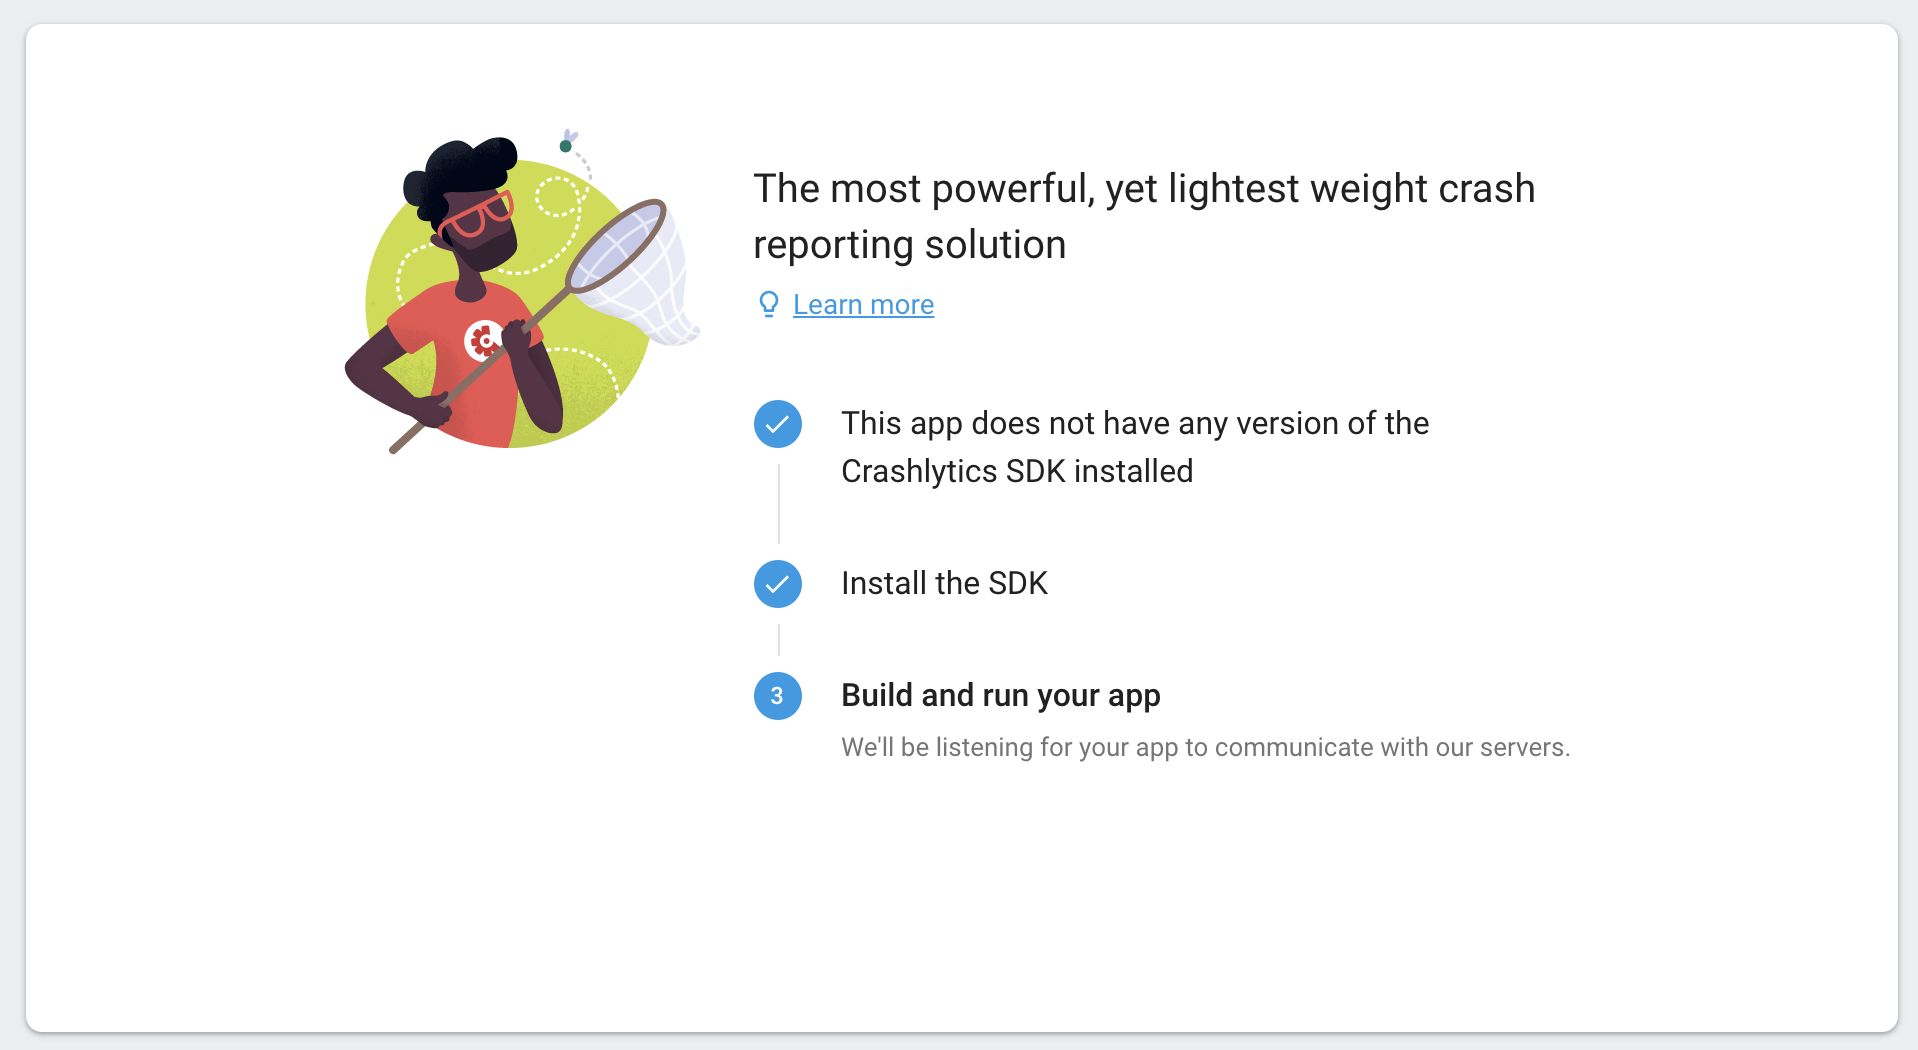 The most powerful, yet lightest weight crash
reporting solution
Learn more
This app does not have any version of the
Crashlytics SDK installed
Install the SDK
3
Build and run your app
We'll be listening for your app to communicate with our servers.